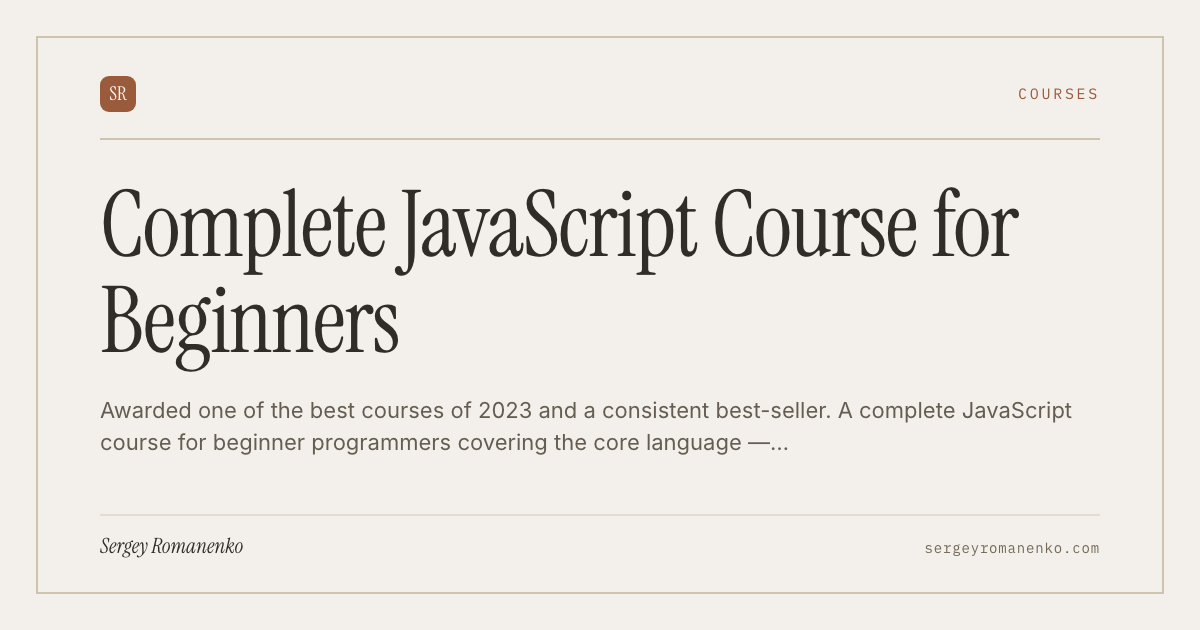 SR
COURSES
Complete JavaScript Course for
Beginners
Awarded one of the best courses of 2023 and a consistent best-seller. A complete JavaScript
course for beginner programmers covering the core language —...
Sergey Romanenko
sergeyromanenko.com